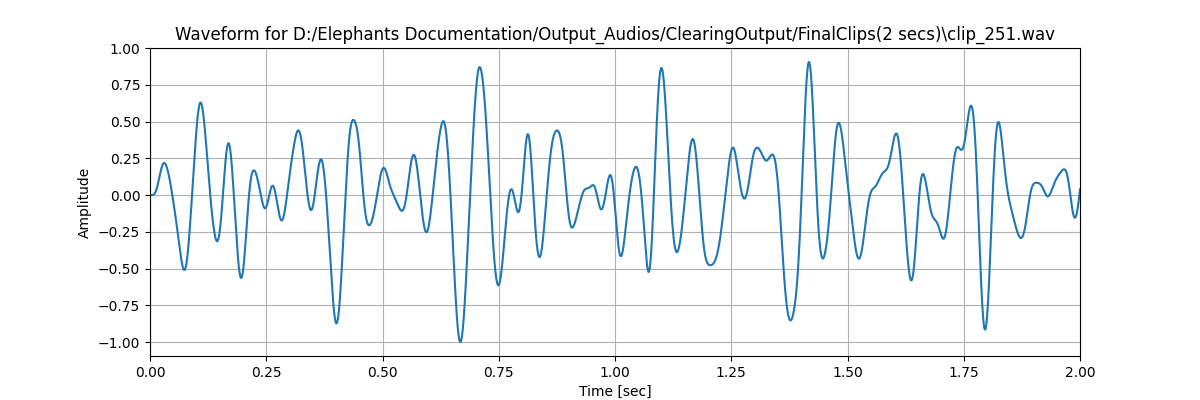 Waveform for D:/Elephants Documentation/Output_Audios/ClearingOutput/FinalClips(2 secs)\clip_251.wav
1.00
0.75
0.50
0.25
0.00
−0.25
−0.50
−0.75
−1.00
Amplitude
0.00 0.25 0.50 0.75 1.00 1.25 1.50 1.75 2.00
Time [sec]